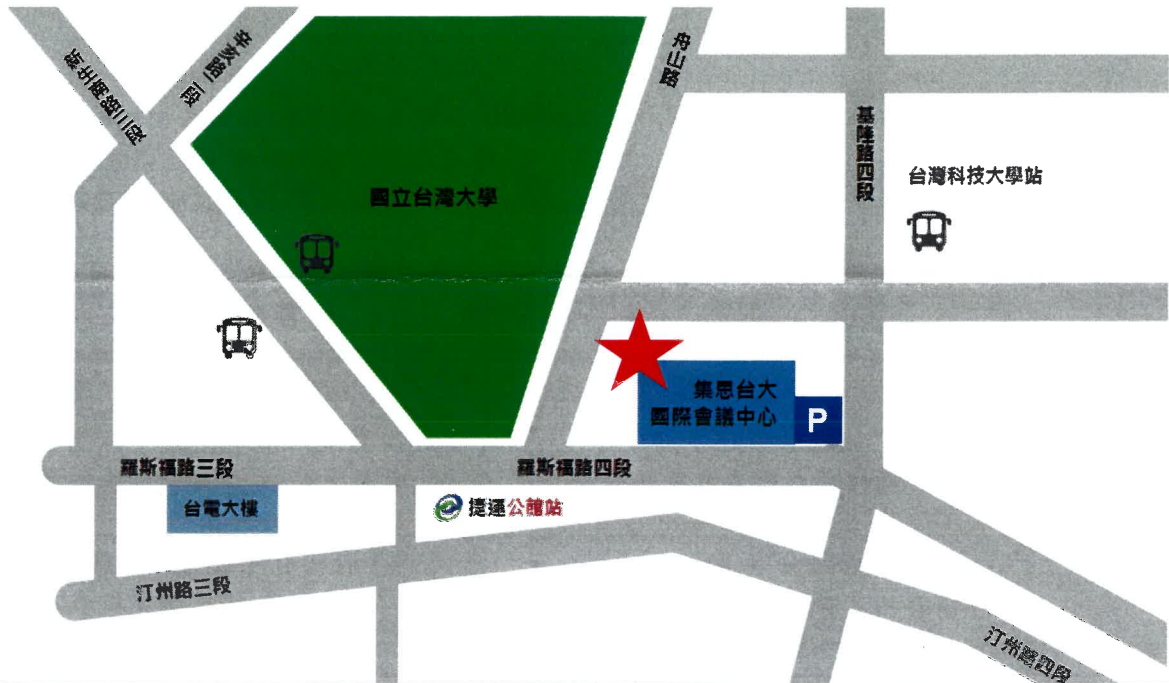 新生南路三段
辛亥路二段
舟山路
基隆路四段
國立台灣大學
台灣科技大學站
集思台大
國際會議中心
P
羅斯福路三段
羅斯福路四段
台電大樓
捷運公館站
汀州路三段
汀州路四段